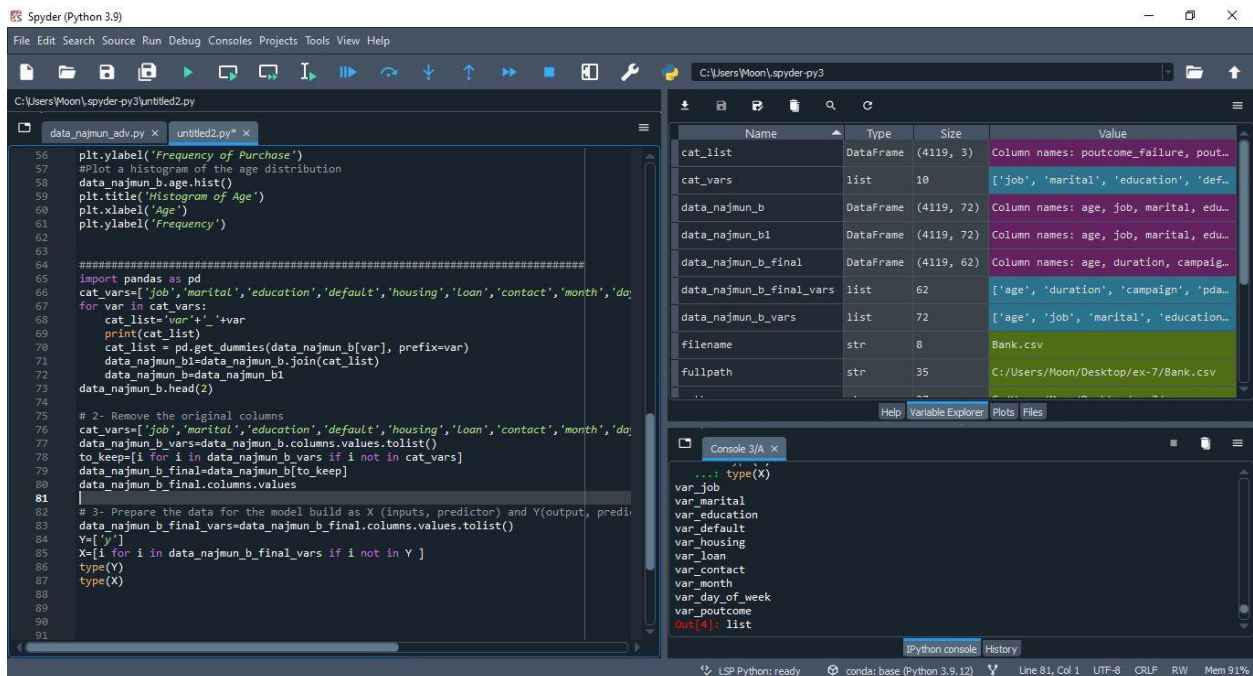 Spyder (Python 3.9)
File Edit Search Source Run Debug Consoles Projects Tools View Help
C:\Users\Moon\.spyder-py3
C:\Users\Moon\.spyder-py3\untitled2.py
data_najmun_adv.py × untitled2.py* ×
56 plt.ylabel('Frequency of Purchase')
57 #Plot a histogram of the age distribution
58 data_najmun_b.age.hist()
59 plt.title('Histogram of Age')
60 plt.xlabel('Age')
61 plt.ylabel('Frequency')
62
63
64 ###############################################################################
65 import pandas as pd
66 cat_vars=['job','marital','education','default','housing','loan','contact','month','da
67 for var in cat_vars:
68 cat_list='var'+'_'+var
69 print(cat_list)
70 cat_list = pd.get_dummies(data_najmun_b[var], prefix=var)
71 data_najmun_b1=data_najmun_b.join(cat_list)
72 data_najmun_b=data_najmun_b1
73 data_najmun_b.head(2)
74
75 # 2- Remove the original columns
76 cat_vars=['job','marital','education','default','housing','loan','contact','month','da
77 data_najmun_b_vars=data_najmun_b.columns.values.tolist()
78 to_keep=[i for i in data_najmun_b_vars if i not in cat_vars]
79 data_najmun_b_final=data_najmun_b[to_keep]
80 data_najmun_b_final.columns.values
81
82 # 3- Prepare the data for the model build as X (inputs, predictor) and Y(output, predi
83 data_najmun_b_final_vars=data_najmun_b_final.columns.values.tolist()
84 Y=['y']
85 X=[i for i in data_najmun_b_final_vars if i not in Y ]
86 type(Y)
87 type(X)
88
89
90
91
Name Type Size Value
cat_list DataFrame (4119, 3) Column names: poutcome_failure, pout…
cat_vars list 10 ['job', 'marital', 'education', 'def…
data_najmun_b DataFrame (4119, 72) Column names: age, job, marital, edu…
data_najmun_b1 DataFrame (4119, 72) Column names: age, job, marital, edu…
data_najmun_b_final DataFrame (4119, 62) Column names: age, duration, campaig…
data_najmun_b_final_vars list 62 ['age', 'duration', 'campaign', 'pda…
data_najmun_b_vars list 72 ['age', 'job', 'marital', 'education…
filename str 8 Bank.csv
fullpath str 35 C:/Users/Moon/Desktop/ex-7/Bank.csv
Help Variable Explorer Plots Files
Console 3/A ×
...: type(X)
var_job
var_marital
var_education
var_default
var_housing
var_loan
var_contact
var_month
var_day_of_week
var_poutcome
Out[4]: list
IPython console History
LSP Python: ready conda: base (Python 3.9.12) Line 81, Col 1 UTF-8 CRLF RW Mem 91%